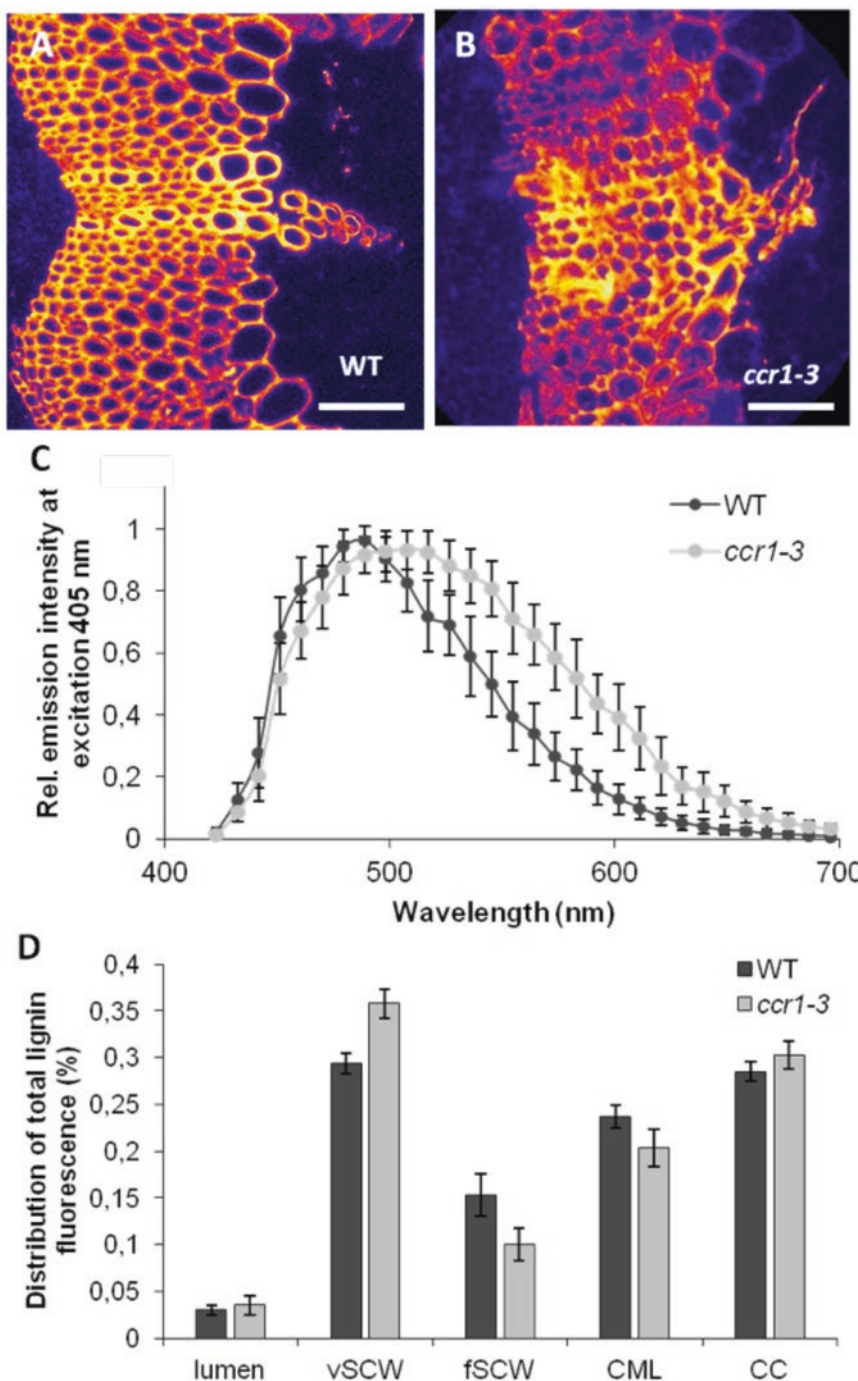 A
B
WT
ccr1-3
C
Rel. emission intensity at
excitation 405 nm
1
0,8
0,6
0,4
0,2
0
400
500
600
700
Wavelength (nm)
WT
ccr1-3
D
Distribution of total lignin
fluorescence (%)
0,4
0,35
0,3
0,25
0,2
0,15
0,1
0,05
0
lumen
vSCW
fSCW
CML
CC
WT
ccr1-3